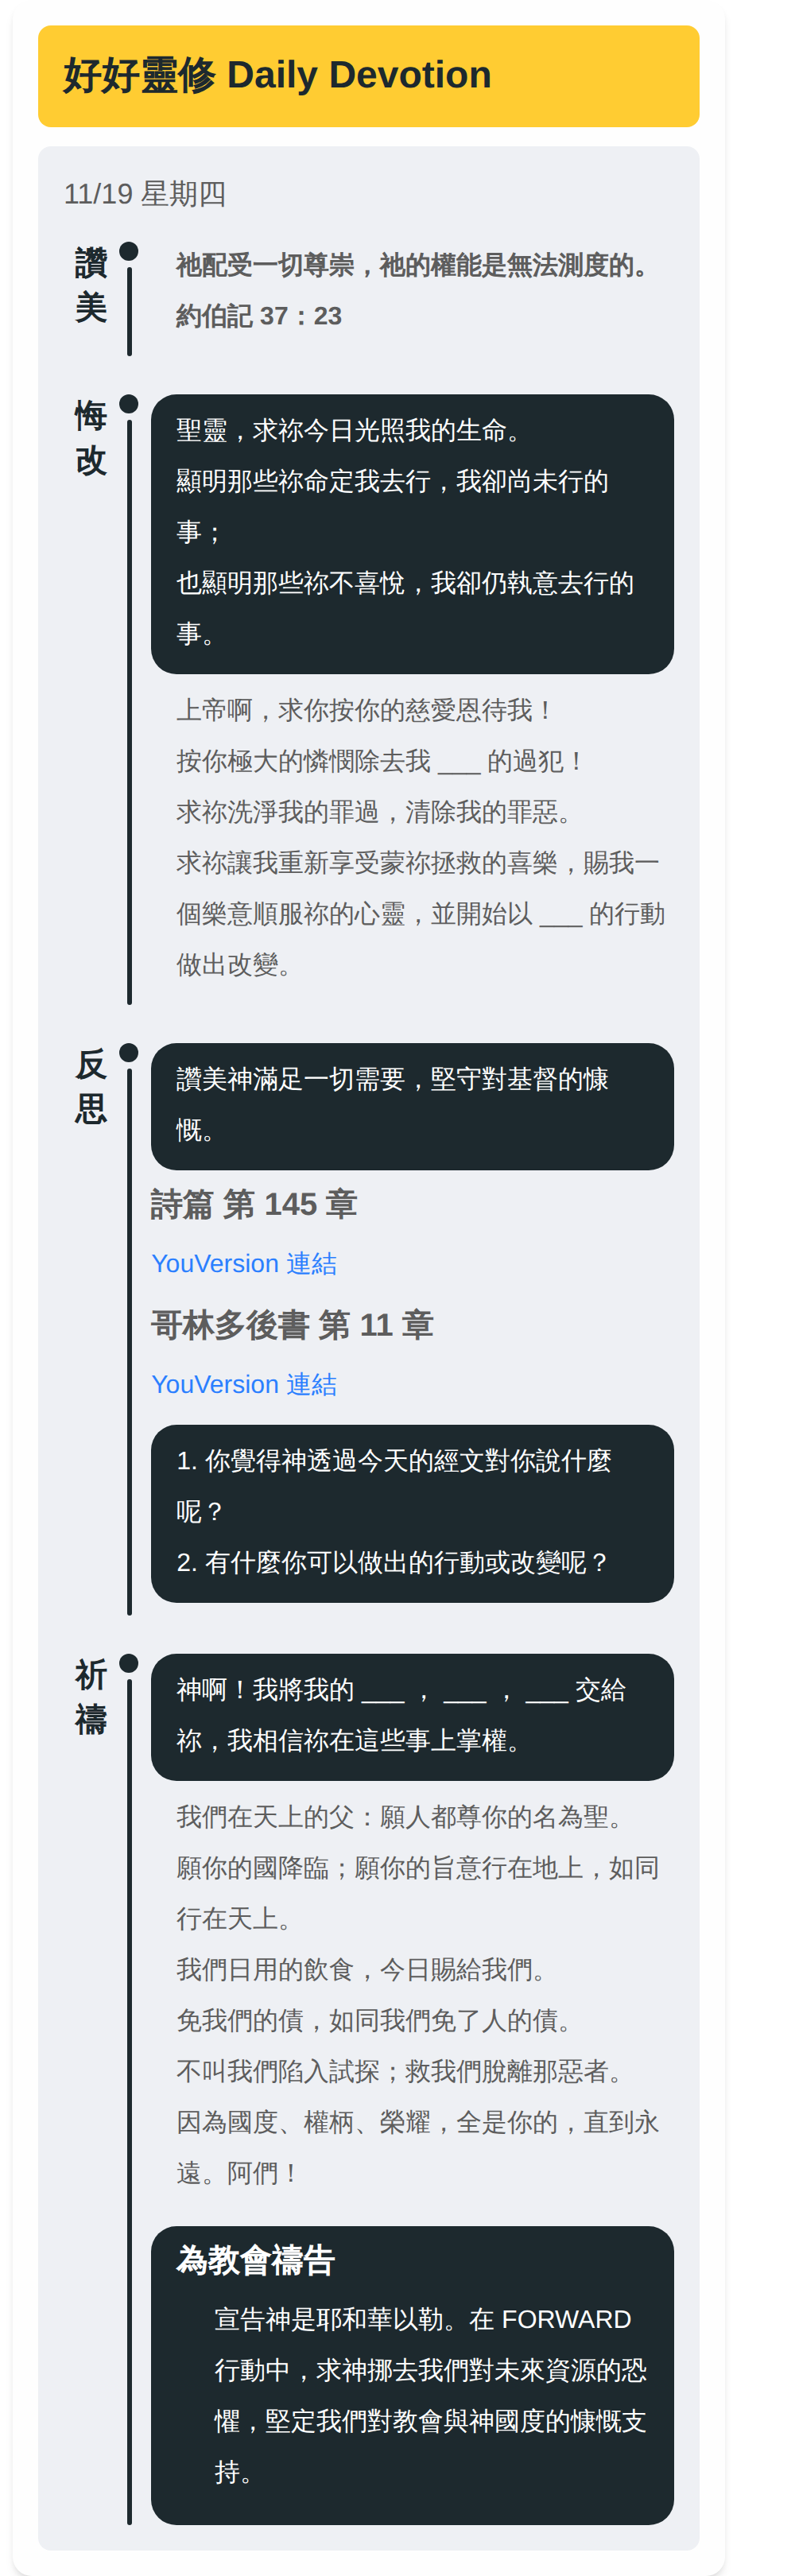 好好靈修 Daily Devotion
11/19 星期四
讚美
祂配受一切尊崇，祂的權能是無法測度的。
約伯記 37：23
悔改
聖靈，求祢今日光照我的生命。
顯明那些祢命定我去行，我卻尚未行的
事；
也顯明那些祢不喜悅，我卻仍執意去行的
事。
上帝啊，求你按你的慈愛恩待我！
按你極大的憐憫除去我 ___ 的過犯！
求祢洗淨我的罪過，清除我的罪惡。
求祢讓我重新享受蒙祢拯救的喜樂，賜我一
個樂意順服祢的心靈，並開始以 ___ 的行動
做出改變。
反思
讚美神滿足一切需要，堅守對基督的慷
慨。
詩篇 第 145 章
YouVersion 連結
哥林多後書 第 11 章
YouVersion 連結
1. 你覺得神透過今天的經文對你說什麼
呢？
2. 有什麼你可以做出的行動或改變呢？
祈禱
神啊！我將我的 ___ ， ___ ， ___ 交給
祢，我相信祢在這些事上掌權。
我們在天上的父：願人都尊你的名為聖。
願你的國降臨；願你的旨意行在地上，如同
行在天上。
我們日用的飲食，今日賜給我們。
免我們的債，如同我們免了人的債。
不叫我們陷入試探；救我們脫離那惡者。
因為國度、權柄、榮耀，全是你的，直到永
遠。阿們！
為教會禱告
宣告神是耶和華以勒。在 FORWARD
行動中，求神挪去我們對未來資源的恐
懼，堅定我們對教會與神國度的慷慨支
持。